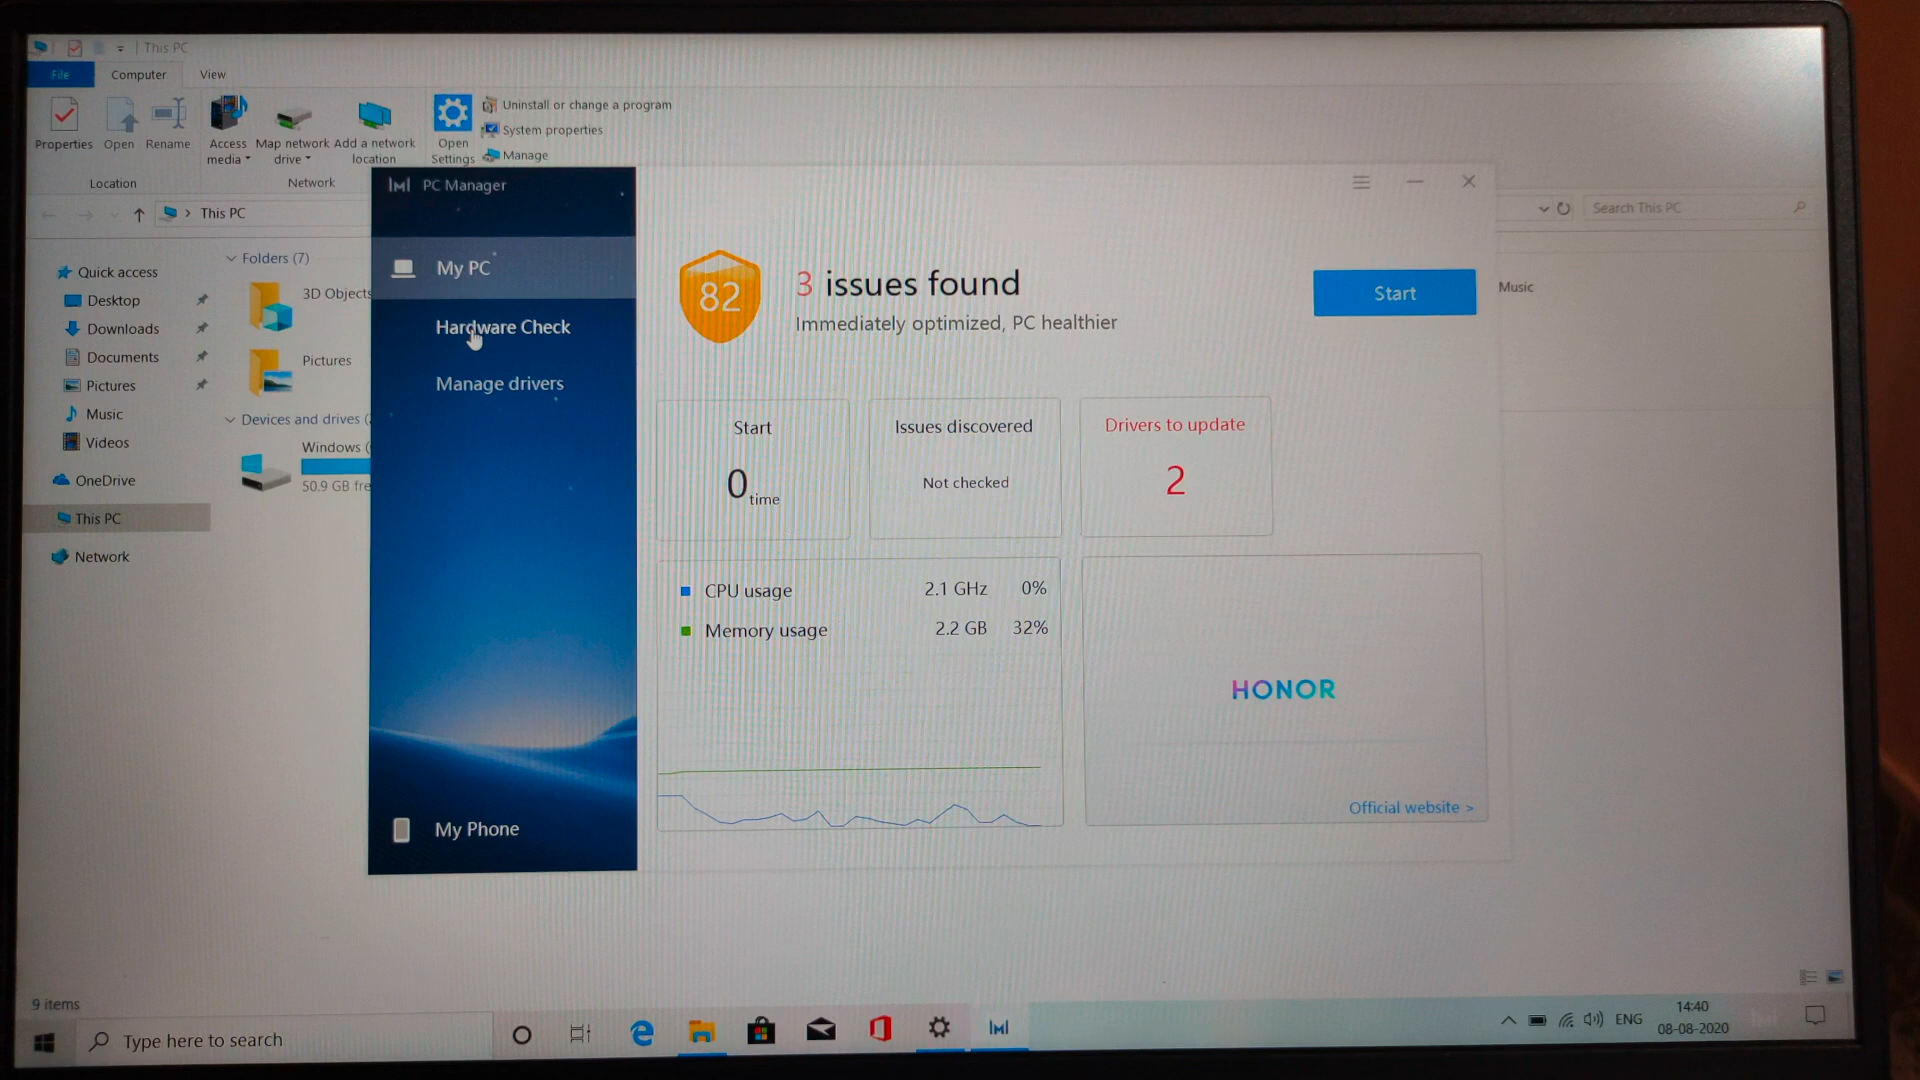 This PC
File
Computer
View
Properties
Open
Rename
Access media
Map network drive
Add a network location
Open Settings
Uninstall or change a program
System properties
Manage
Location
Network
This PC
Search This PC
Quick access
Desktop
Downloads
Documents
Pictures
Music
Videos
OneDrive
This PC
Network
Folders (7)
3D Objects
Pictures
Music
Devices and drives (
Windows (
50.9 GB fre
PC Manager
My PC
Hardware Check
Manage drivers
My Phone
82
3 issues found
Immediately optimized, PC healthier
Start
Start
0 time
Issues discovered
Not checked
Drivers to update
2
CPU usage 2.1 GHz 0%
Memory usage 2.2 GB 32%
HONOR
Official website >
9 items
Type here to search
ENG
14:40
08-08-2020